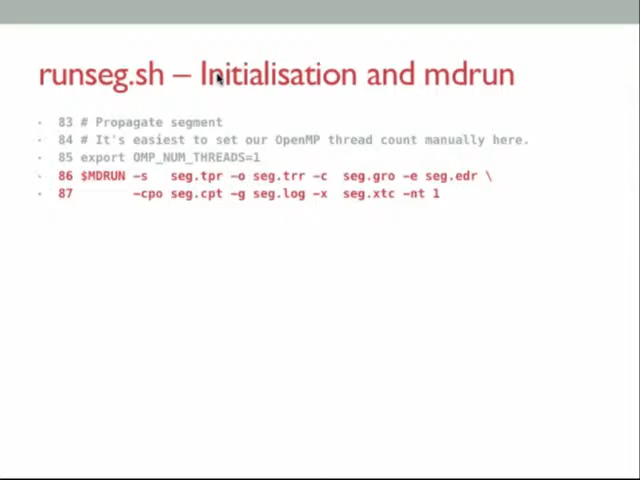 runseg.sh – Initialisation and mdrun
83 # Propagate segment
84 # It's easiest to set our OpenMP thread count manually here.
85 export OMP_NUM_THREADS=1
86 $MDRUN -s   seg.tpr -o seg.trr -c  seg.gro -e seg.edr \
87        -cpo seg.cpt -g seg.log -x  seg.xtc -nt 1